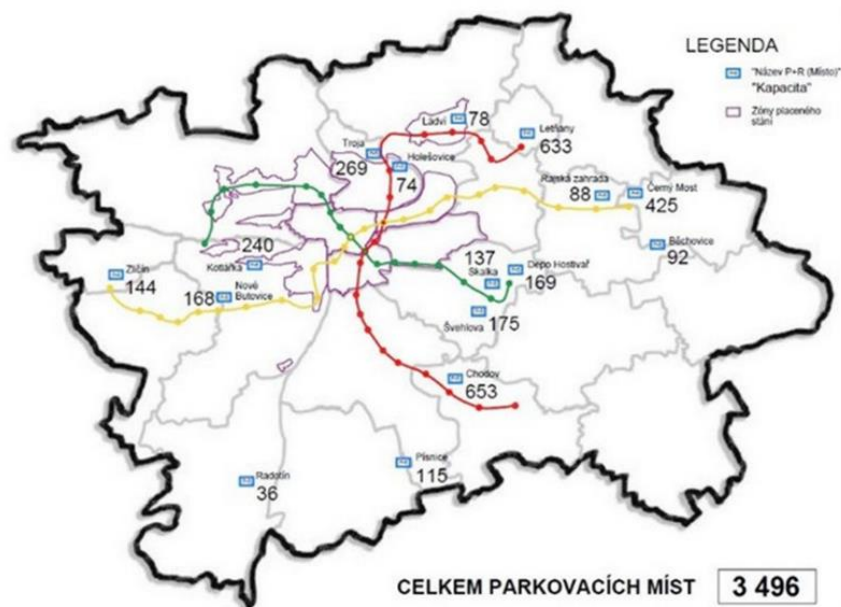 LEGENDA
"Název P+R (Místo)"
"Kapacita"
Zóny placeného
stání
Ládví
78
Letňany
633
Troja
269
Holešovice
74
Rajská zahrada
88
Černý Most
425
Běchovice
92
240
Kotlářka
137
Skalka
Depo Hostivař
169
Zličín
144
168
Nové
Butovice
Švehlova
175
Chodov
653
Písnice
115
Radotín
36
CELKEM PARKOVACÍCH MÍST
3 496